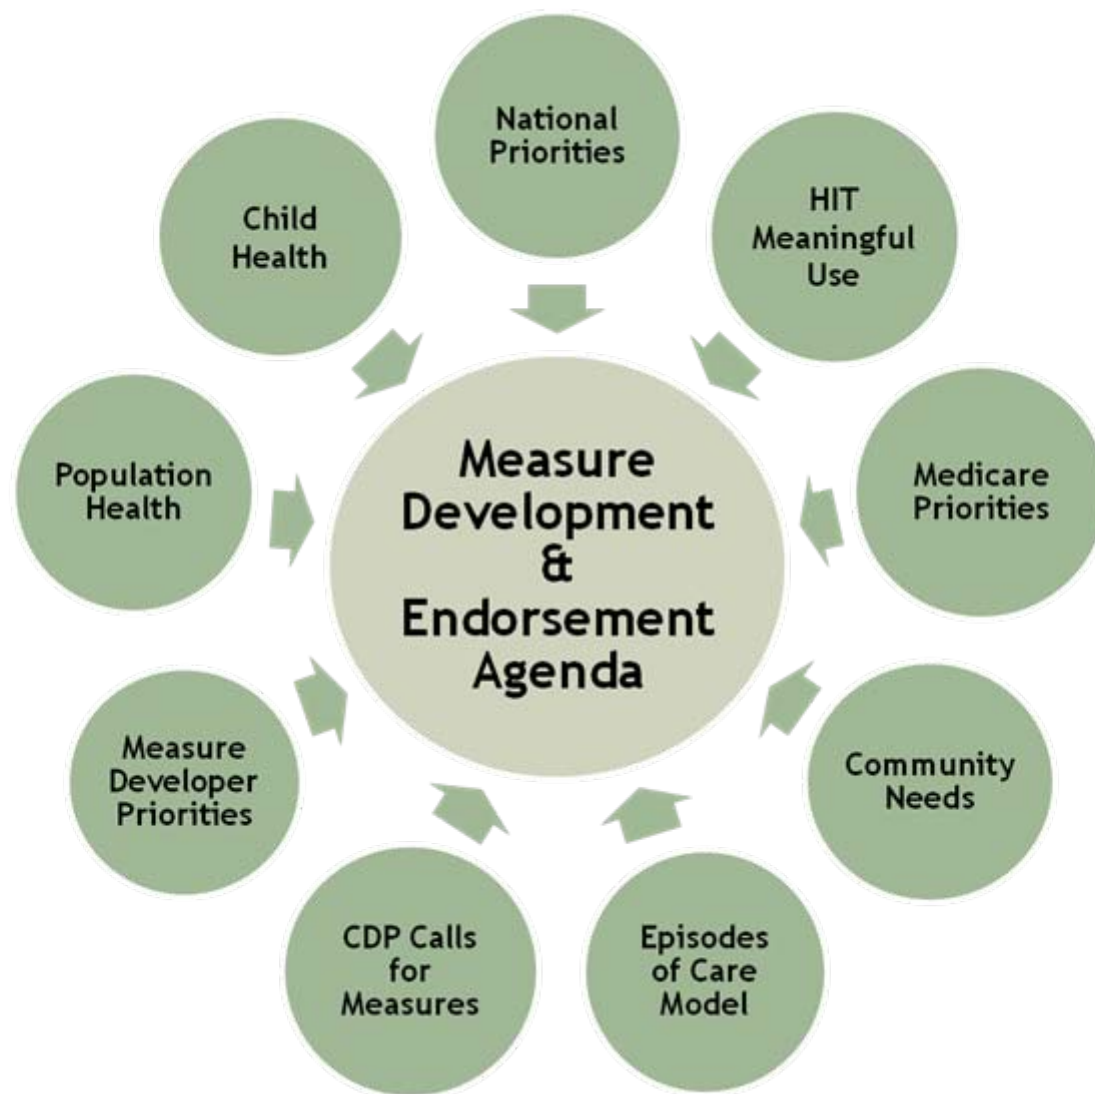 National
Priorities
HIT
Meaningful
Use
Medicare
Priorities
Community
Needs
Episodes
of Care
Model
CDP Calls
for
Measures
Measure
Developer
Priorities
Population
Health
Child
Health
Measure
Development
&
Endorsement
Agenda